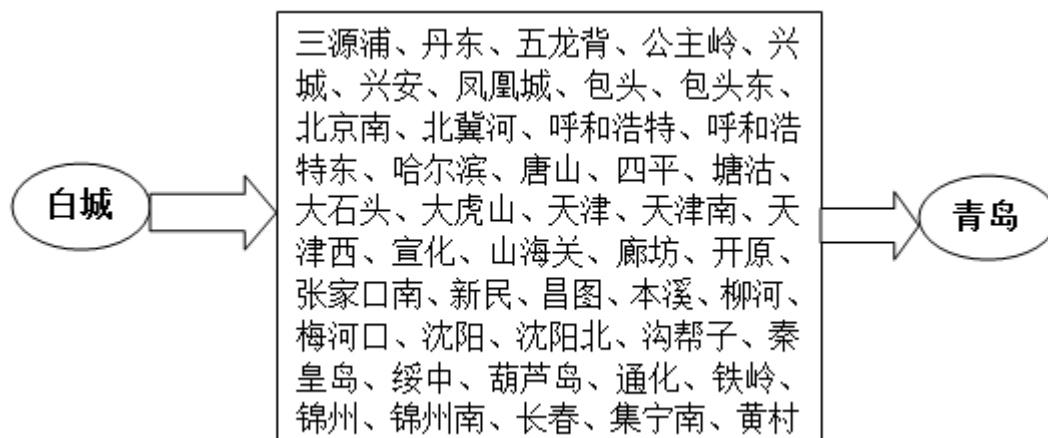 三源浦、丹东、五龙背、公主岭、兴
城、兴安、凤凰城、包头、包头东、
北京南、北冀河、呼和浩特、呼和浩
特东、哈尔滨、唐山、四平、塘沽、
大石头、大虎山、天津、天津南、天
津西、宣化、山海关、廊坊、开原、
张家口南、新民、昌图、本溪、柳河、
梅河口、沈阳、沈阳北、沟帮子、秦
皇岛、绥中、葫芦岛、通化、铁岭、
锦州、锦州南、长春、集宁南、黄村
白城
青岛